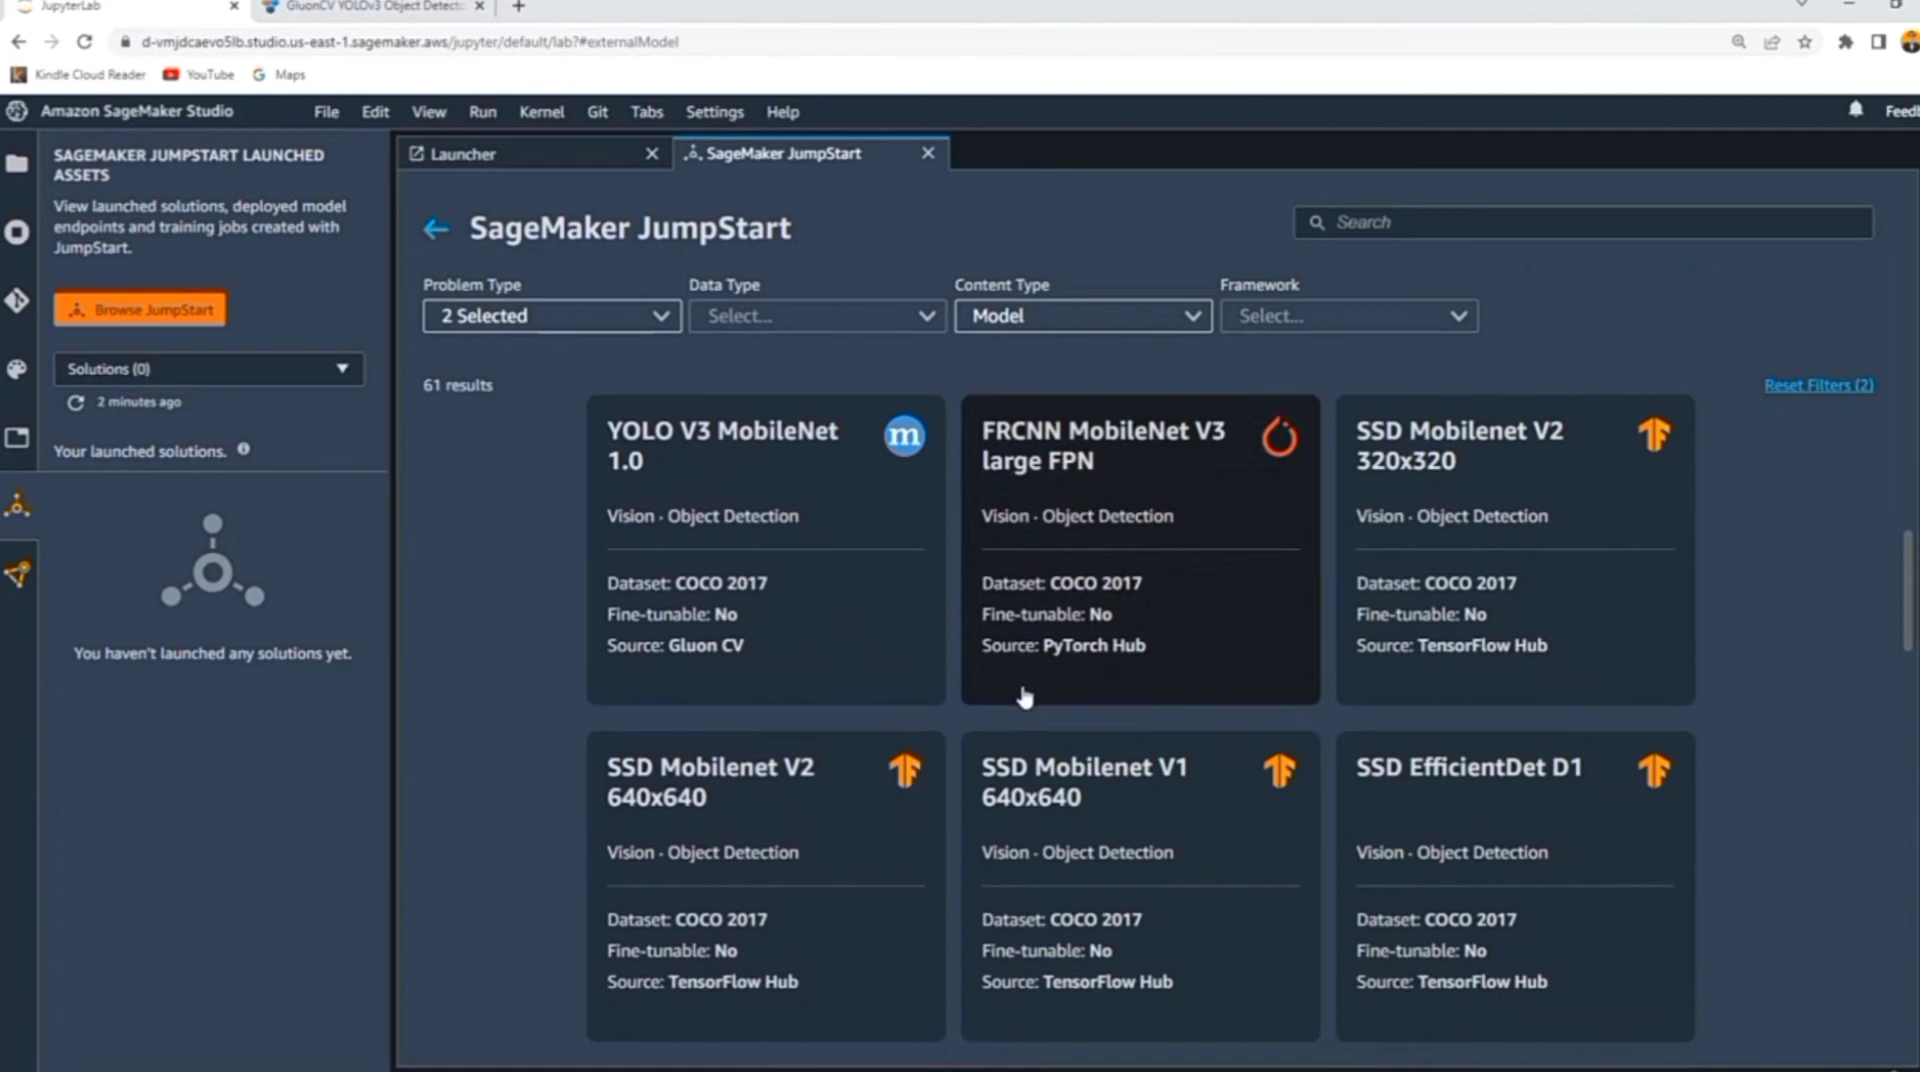 JupyterLab
GluonCV YOLOv3 Object Detect
d-vmjdcaevo5lb.studio.us-east-1.sagemaker.aws/jupyter/default/lab?#externalModel
Kindle Cloud Reader YouTube Maps
Amazon SageMaker Studio File Edit View Run Kernel Git Tabs Settings Help Feedb
SAGEMAKER JUMPSTART LAUNCHED
ASSETS
View launched solutions, deployed model
endpoints and training jobs created with
JumpStart.
Browse JumpStart
Solutions (0)
2 minutes ago
Your launched solutions.
You haven't launched any solutions yet.
Launcher
SageMaker JumpStart
SageMaker JumpStart
Search
Problem Type Data Type Content Type Framework
2 Selected Select... Model Select...
61 results
Reset Filters (2)
YOLO V3 MobileNet
1.0
m
Vision - Object Detection
Dataset: COCO 2017
Fine-tunable: No
Source: Gluon CV
FRCNN MobileNet V3
large FPN
Vision - Object Detection
Dataset: COCO 2017
Fine-tunable: No
Source: PyTorch Hub
SSD Mobilenet V2
320x320
Vision - Object Detection
Dataset: COCO 2017
Fine-tunable: No
Source: TensorFlow Hub
SSD Mobilenet V2
640x640
Vision - Object Detection
Dataset: COCO 2017
Fine-tunable: No
Source: TensorFlow Hub
SSD Mobilenet V1
640x640
Vision - Object Detection
Dataset: COCO 2017
Fine-tunable: No
Source: TensorFlow Hub
SSD EfficientDet D1
Vision - Object Detection
Dataset: COCO 2017
Fine-tunable: No
Source: TensorFlow Hub